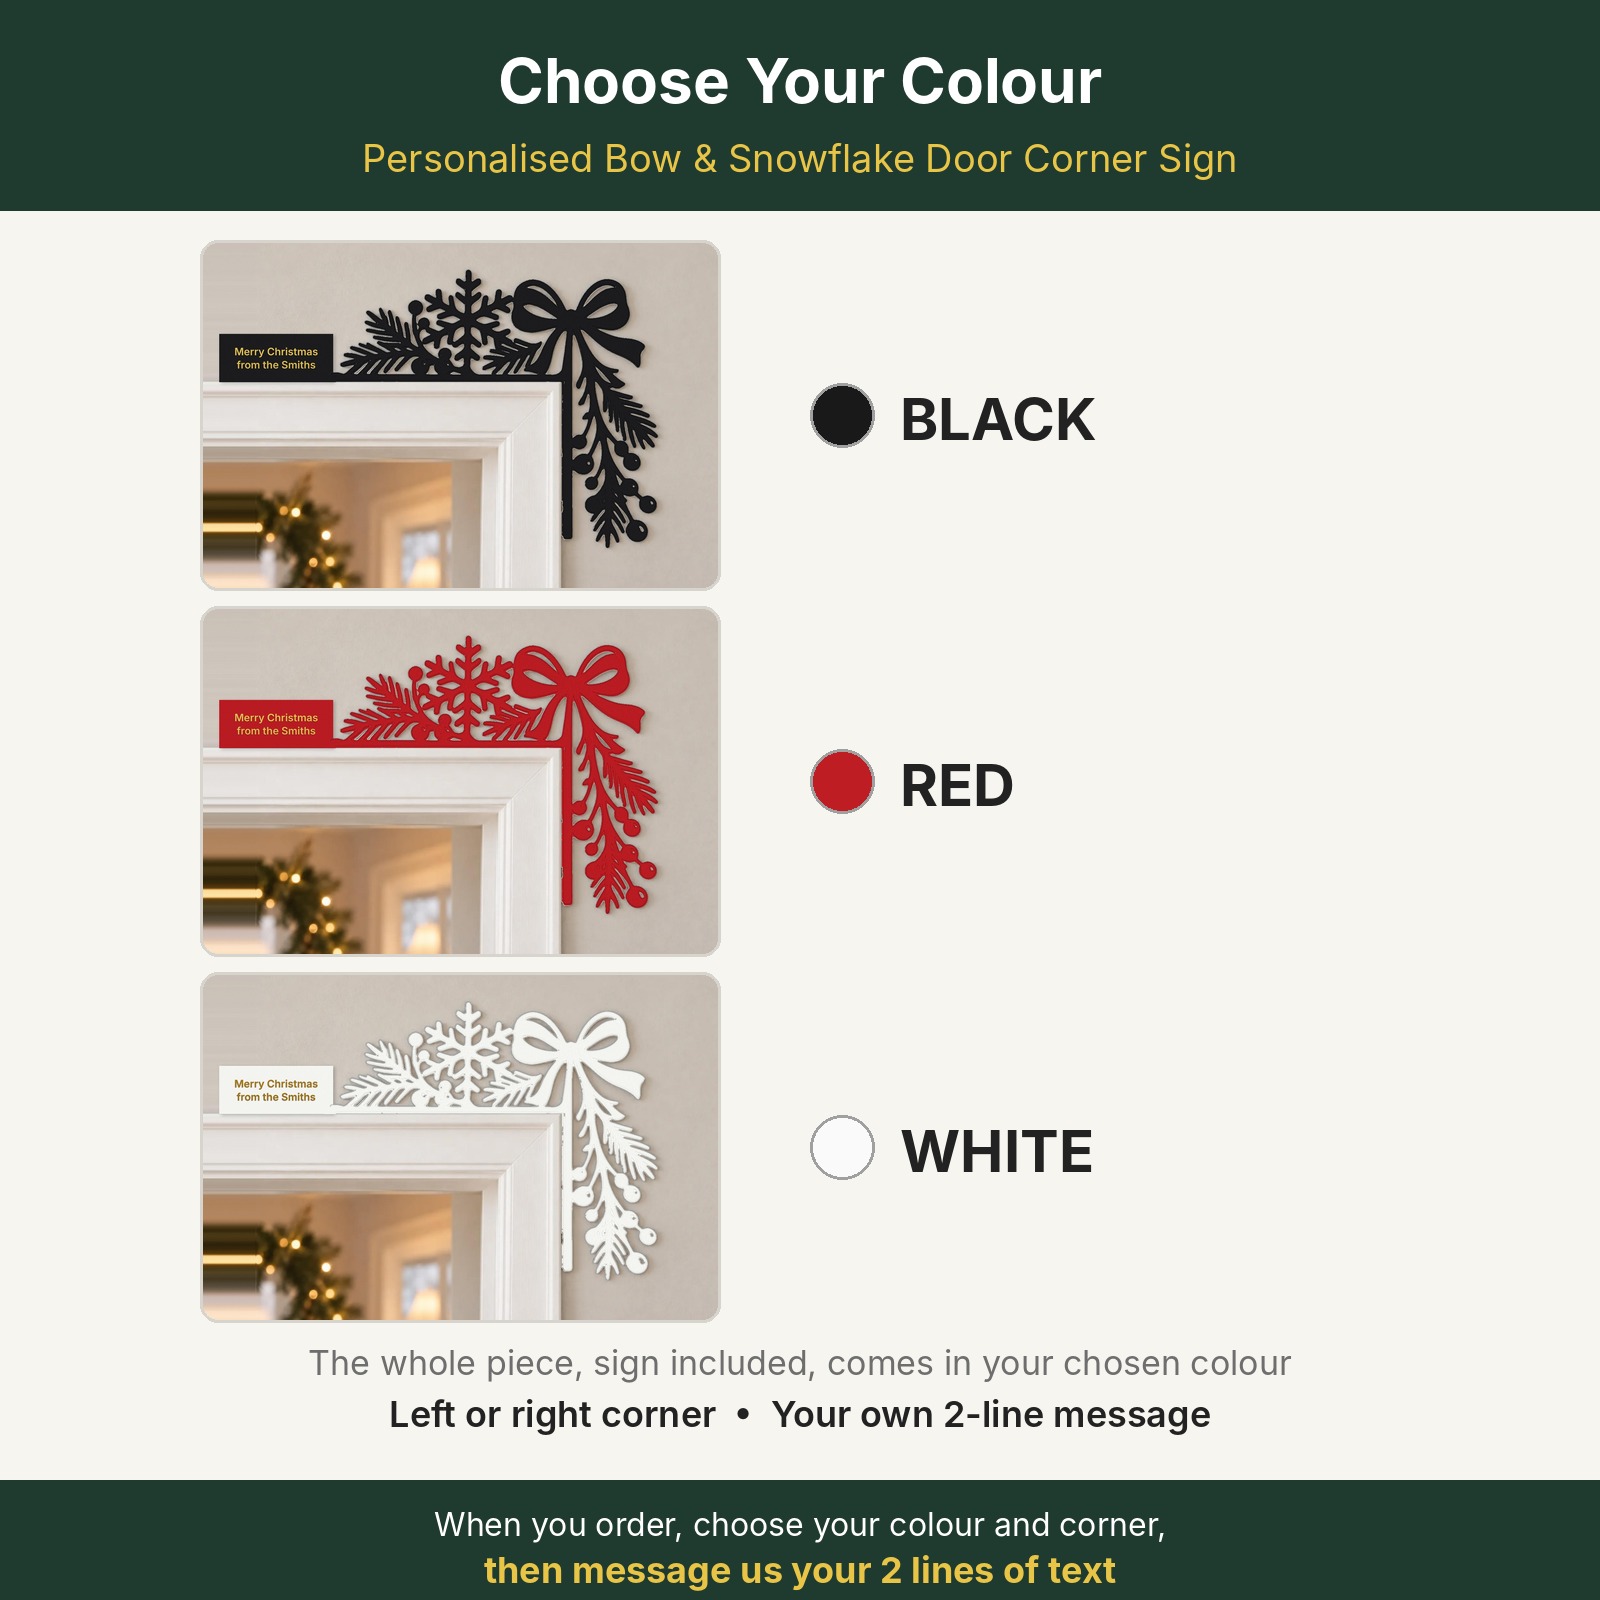 Choose Your Colour
Personalised Bow & Snowflake Door Corner Sign
Merry Christmas
from the Smiths
BLACK
Merry Christmas
from the Smiths
RED
Merry Christmas
from the Smiths
WHITE
The whole piece, sign included, comes in your chosen colour
Left or right corner • Your own 2-line message
When you order, choose your colour and corner,
then message us your 2 lines of text